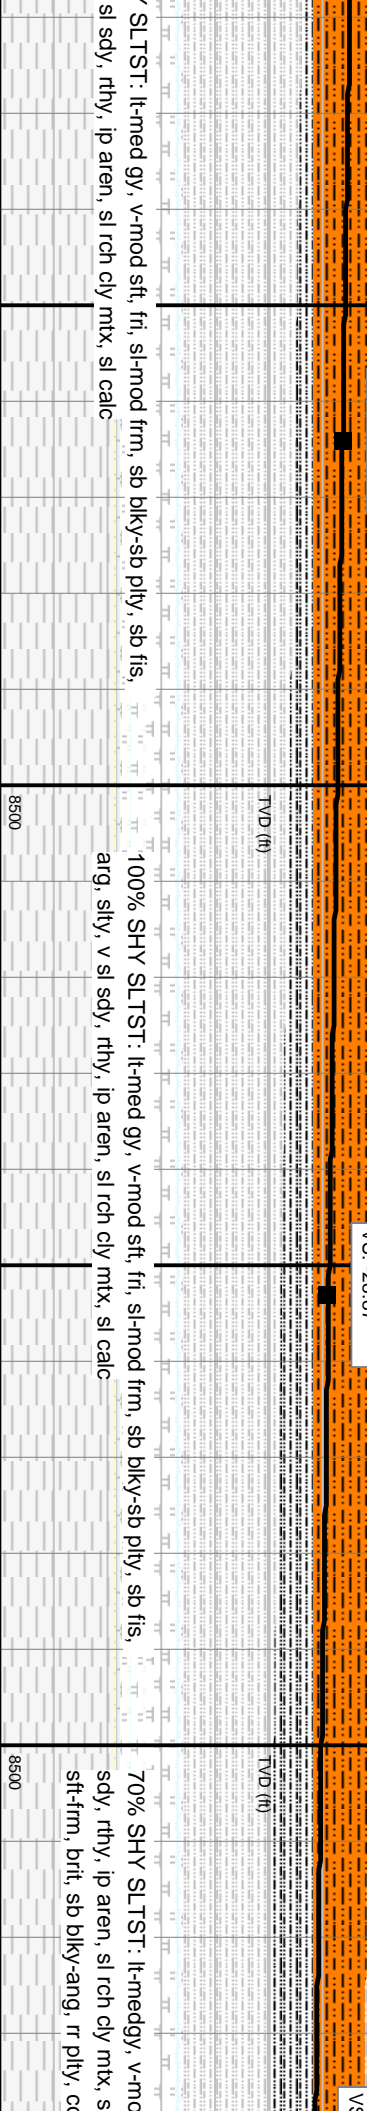 SLTST: lt-med gy, v-mod sft, fri, sl-mod frm, sb blky-sb plty, sb fis,
sl sdy, rthy, ip aren, sl rch cly mtx, sl calc
TVD (ft)
8500
100% SHY SLTST: lt-med gy, v-mod sft, fri, sl-mod frm, sb blky-sb plty, sb fis,
arg, slty, v sl sdy, rthy, ip aren, sl rch cly mtx, sl calc
TVD (ft)
8500
70% SHY SLTST: lt-medgy, v-mo
sdy, rthy, ip aren, sl rch cly mtx, s
sft-frm, brit, sb blky-ang, rr plty, co
VS